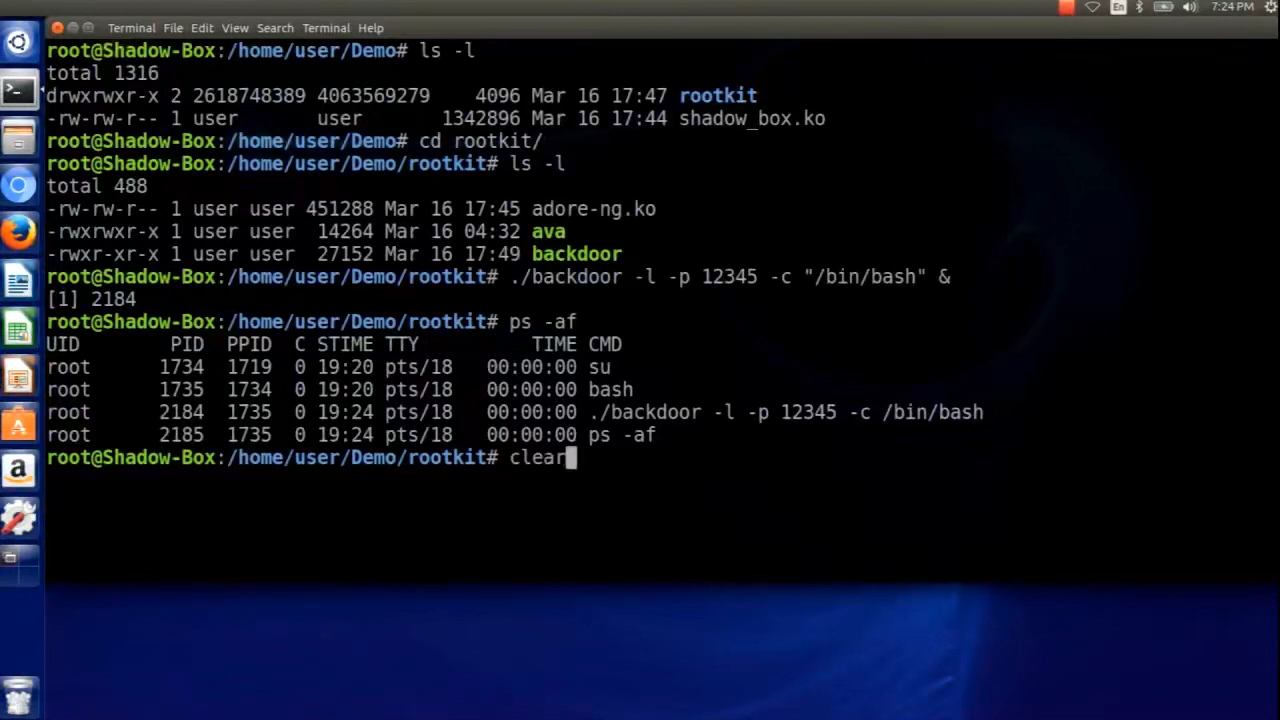 Terminal File Edit View Search Terminal Help En 7:24 PM
root@Shadow-Box:/home/user/Demo# ls -l
total 1316
drwxrwxr-x 2 2618748389 4063569279    4096 Mar 16 17:47 rootkit
-rw-rw-r-- 1 user       user       1342896 Mar 16 17:44 shadow_box.ko
root@Shadow-Box:/home/user/Demo# cd rootkit/
root@Shadow-Box:/home/user/Demo/rootkit# ls -l
total 488
-rw-rw-r-- 1 user user 451288 Mar 16 17:45 adore-ng.ko
-rwxr-xr-x 1 user user  14264 Mar 16 04:32 ava
-rwxr-xr-x 1 user user  27152 Mar 16 17:49 backdoor
root@Shadow-Box:/home/user/Demo/rootkit# ./backdoor -l -p 12345 -c "/bin/bash" &
[1] 2184
root@Shadow-Box:/home/user/Demo/rootkit# ps -af
UID        PID  PPID  C STIME TTY          TIME CMD
root      1734  1719  0 19:20 pts/18   00:00:00 su
root      1735  1734  0 19:20 pts/18   00:00:00 bash
root      2184  1735  0 19:24 pts/18   00:00:00 ./backdoor -l -p 12345 -c /bin/bash
root      2185  1735  0 19:24 pts/18   00:00:00 ps -af
root@Shadow-Box:/home/user/Demo/rootkit# clear